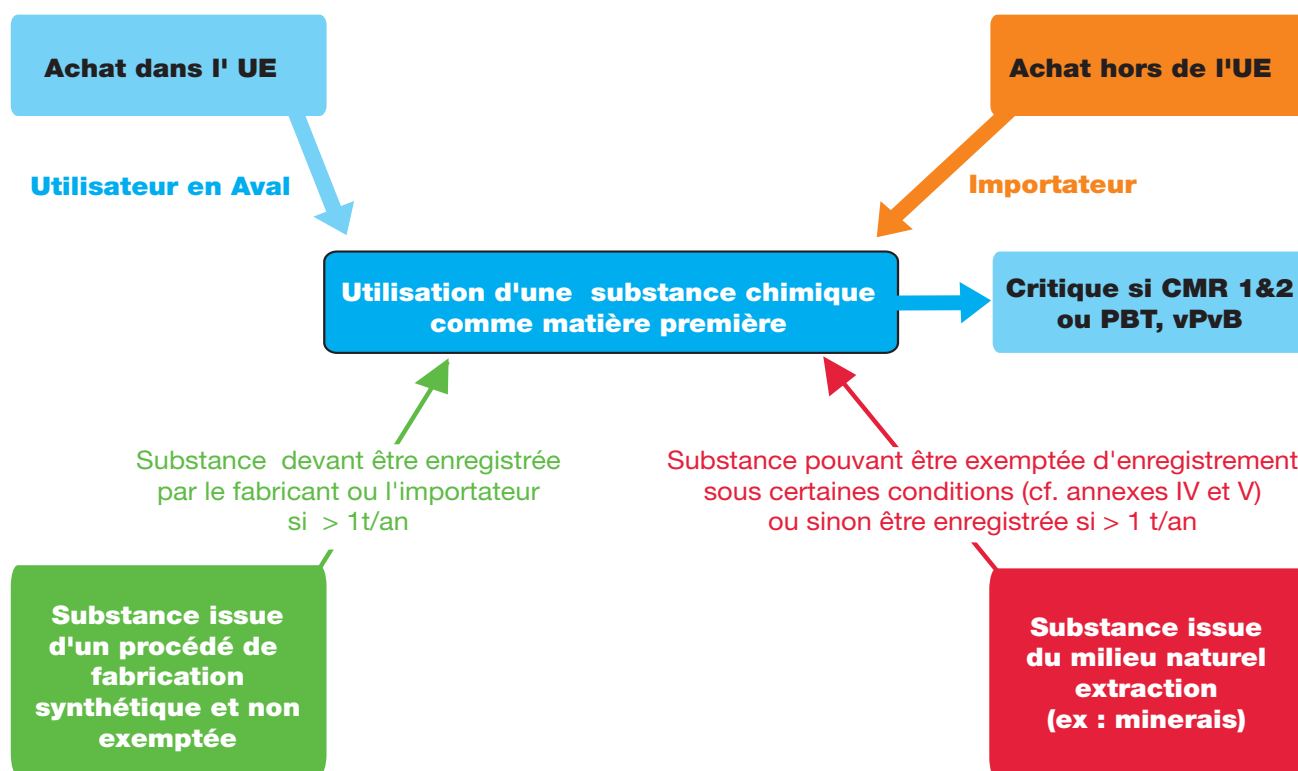 Achat dans l' UE
Achat hors de l'UE
Utilisateur en Aval
Importateur
Utilisation d'une substance chimique
comme matière première
Critique si CMR 1&2
ou PBT, vPvB
Substance devant être enregistrée
par le fabricant ou l'importateur
si > 1t/an
Substance pouvant être exemptée d'enregistrement
sous certaines conditions (cf. annexes IV et V)
ou sinon être enregistrée si > 1 t/an
Substance issue
d'un procédé de
fabrication
synthétique et non
exemptée
Substance issue
du milieu naturel
extraction
(ex : minerais)